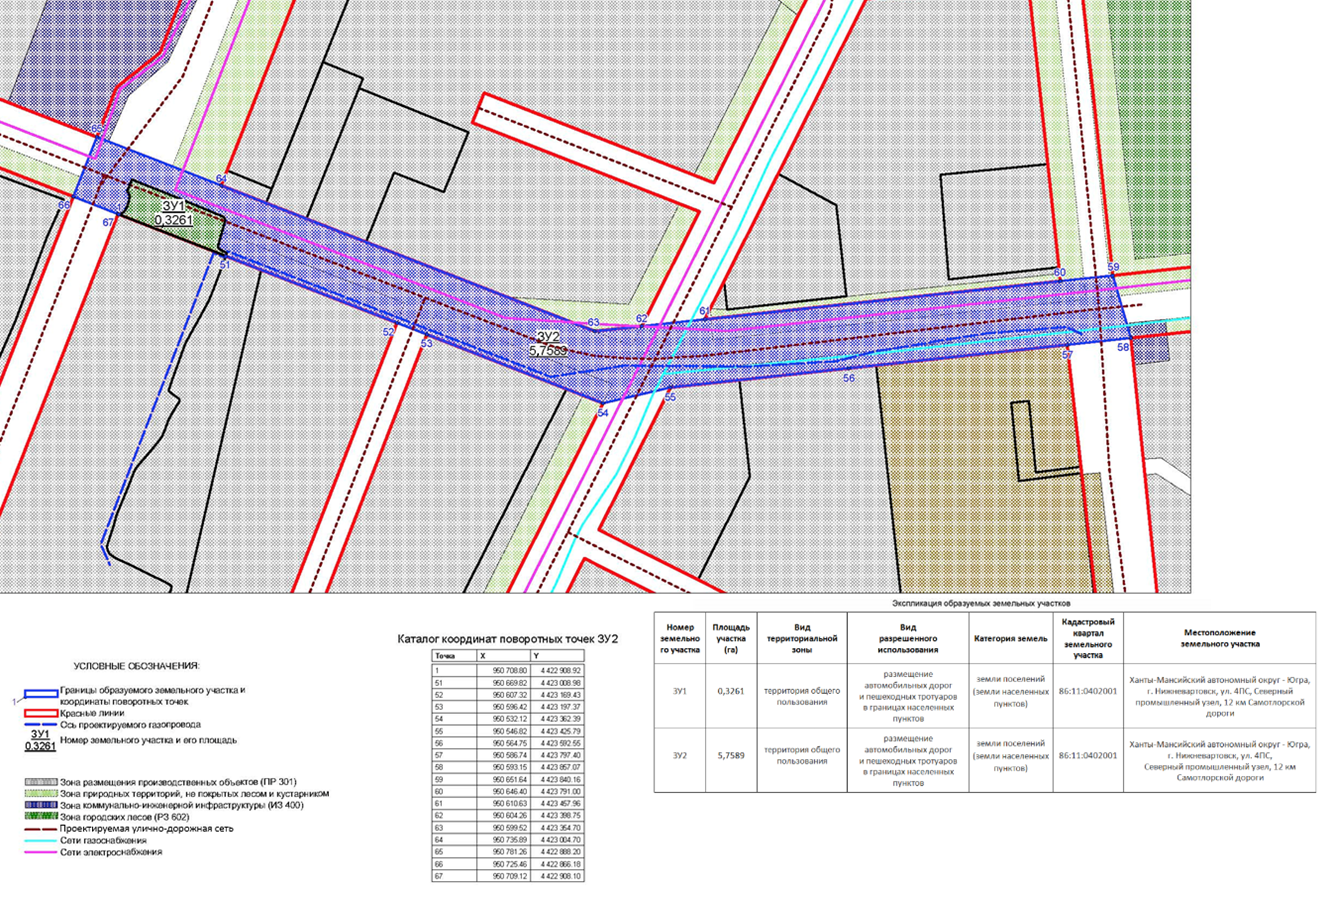 65
64
66
1
67
ЗУ1
0,3261
51
52
53
63
62
61
60
59
ЗУ2
5,7589
54
55
56
57
58
Экспликация образуемых земельных участков
Номер земельно го участка
Площадь участка (га)
Вид территориальной зоны
Вид разрешенного использования
Категория земель
Кадастровый квартал земельного участка
Местоположение земельного участка
ЗУ1
0,3261
территория общего пользования
размещение автомобильных дорог и пешеходных тротуаров в границах населенных пунктов
земли поселений (земли населенных пунктов)
86:11:0402001
Ханты-Мансийский автономный округ - Югра, г. Нижневартовск, ул. 4ПС, Северный промышленный узел, 12 км Самотлорской дороги
ЗУ2
5,7589
территория общего пользования
размещение автомобильных дорог и пешеходных тротуаров в границах населенных пунктов
земли поселений (земли населенных пунктов)
86:11:0402001
Ханты-Мансийский автономный округ - Югра, г. Нижневартовск, ул. 4ПС, Северный промышленный узел, 12 км Самотлорской дороги
Каталог координат поворотных точек ЗУ2
Точка X Y
1 950 708.80 4 422 908.92
51 950 669.82 4 423 008.98
52 950 607.32 4 423 169.43
53 950 596.42 4 423 197.37
54 950 532.12 4 423 362.39
55 950 546.82 4 423 425.79
56 950 564.75 4 423 592.55
57 950 586.74 4 423 797.40
58 950 593.15 4 423 857.07
59 950 651.64 4 423 840.16
60 950 646.40 4 423 791.00
61 950 610.63 4 423 457.96
62 950 604.26 4 423 398.75
63 950 599.52 4 423 354.70
64 950 735.89 4 423 004.70
65 950 781.26 4 422 888.20
66 950 725.46 4 422 866.18
67 950 709.12 4 422 908.10
УСЛОВНЫЕ ОБОЗНАЧЕНИЯ:
1
Границы образуемого земельного участка и
координаты поворотных точек
Красные линии
Ось проектируемого газопровода
ЗУ1
0.3261
Номер земельного участка и его площадь
Зона размещения производственных объектов (ПР 301)
Зона природных территорий, не покрытых лесом и кустарником
Зона коммунально-инженерной инфраструктуры (ИЗ 400)
Зона городских лесов (РЗ 602)
Проектируемая улично-дорожная сеть
Сети газоснабжения
Сети электроснабжения